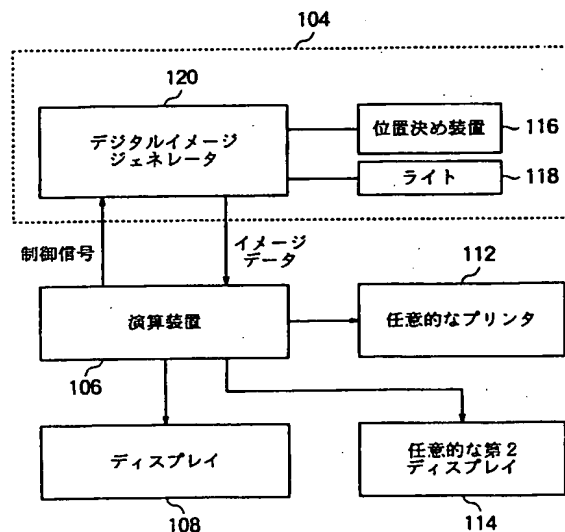 104
120
デジタルイメージ
ジェネレータ
位置決め装置
116
ライト
118
制御信号
イメージ
データ
112
演算装置
任意的なプリンタ
106
ディスプレイ
任意的な第2
ディスプレイ
108
114